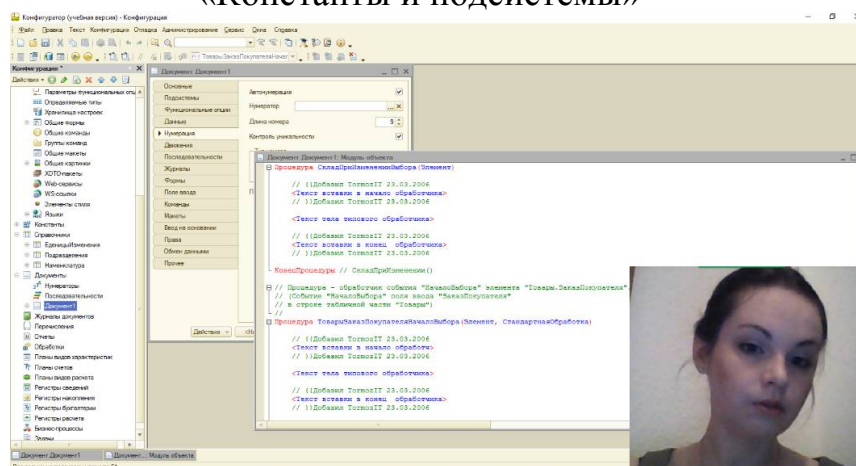 «Константы и подсистемы»
Конфигуратор (учебная версия) - Конфигурация
Файл Правка Текст Конфигурация Отладка Администрирование Сервис Окна Справка
ТоварыЗаказПокупателяНачал
Конфигурация *
Действия
Параметры функциональных опц
Определяемые типы
Хранилища настроек
Общие формы
Общие команды
Группы команд
Общие макеты
Общие картинки
XDTO-пакеты
Web-сервисы
WS-ссылки
Элементы стиля
Языки
Константы
Справочники
ЕдиницыИзменения
Подразделения
Номенклатура
Документы
Нумераторы
Последовательности
Документ1
Журналы документов
Перечисления
Отчеты
Обработки
Планы видов характеристик
Планы счетов
Планы видов расчета
Регистры сведений
Регистры накопления
Регистры бухгалтерии
Регистры расчета
Бизнес-процессы
Задачи
Документ Документ1
Основные
Подсистемы
Функциональные опции
Данные
Нумерация
Движения
Последовательности
Журналы
Формы
Поле ввода
Команды
Макеты
Ввод на основании
Права
Обмен данными
Прочее
Действия
Автонумерация
Нумератор
Длина номера 9
Контроль уникальности
Документ Документ1: Модуль объекта
Процедура СкладПриИзмененииВыбора(Элемент)
// ((Добавил TormozIT 23.03.2006
<Текст вставки в начало обработчика>
// ))Добавил TormozIT 23.03.2006
<Текст тела типового обработчика>
// ((Добавил TormozIT 23.03.2006
<Текст вставки в конец обработчика>
// ))Добавил TormozIT 23.03.2006
КонецПроцедуры // СкладПриИзменении()
// Процедура - обработчик события "НачалоВыбора" элемента "Товары.ЗаказПокупателя"
// (Событие "НачалоВыбора" поля ввода "ЗаказПокупателя"
// в строке табличной части "Товары")
//
Процедура ТоварыЗаказПокупателяНачалоВыбора(Элемент, СтандартнаяОбработка)
// ((Добавил TormozIT 23.03.2006
<Текст вставки в начало обработч>
// ))Добавил TormozIT 23.03.2006
<Текст тела типового обработчика>
// ((Добавил TormozIT 23.03.2006
<Текст вставки в конец обработчика>
// ))Добавил TormozIT 23.03.2006
Документ Документ1
Документ... Модуль объекта